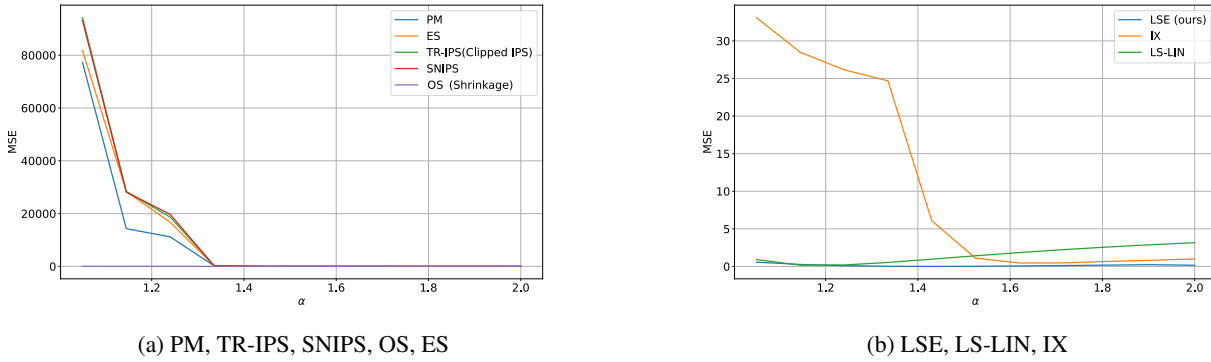 PM
ES
TR-IPS(Clipped IPS)
SNIPS
OS (Shrinkage)
80000
60000
40000
20000
0
MSE
1.2
1.4
1.6
1.8
2.0
α
(a) PM, TR-IPS, SNIPS, OS, ES
LSE (ours)
IX
LS-LIN
30
25
20
15
10
5
0
MSE
1.2
1.4
1.6
1.8
2.0
α
(b) LSE, LS-LIN, IX